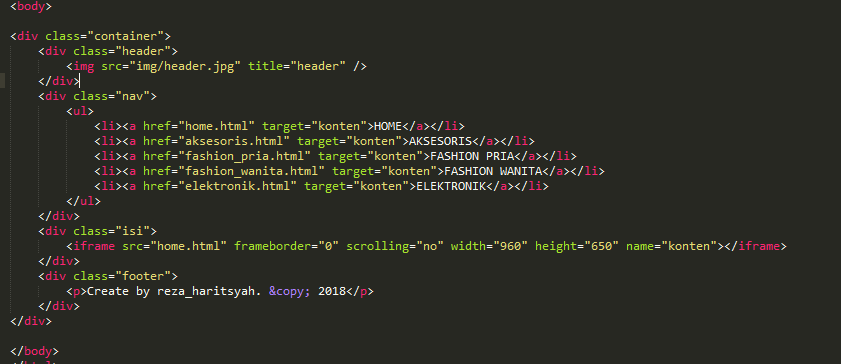 <body>
<div class="container">
<div class="header">
<img src="img/header.jpg" title="header" />
</div>
<div class="nav">
<ul>
<li><a href="home.html" target="konten">HOME</a></li>
<li><a href="aksesoris.html" target="konten">AKSESORIS</a></li>
<li><a href="fashion_pria.html" target="konten">FASHION PRIA</a></li>
<li><a href="fashion_wanita.html" target="konten">FASHION WANITA</a></li>
<li><a href="elektronik.html" target="konten">ELEKTRONIK</a></li>
</ul>
</div>
<div class="isi">
<iframe src="home.html" frameborder="0" scrolling="no" width="960" height="650" name="konten"></iframe>
</div>
<div class="footer">
<p>Create by reza_haritsyah. &copy; 2018</p>
</div>
</div>
</body>